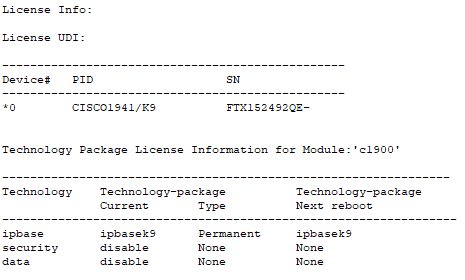 License Info:
License UDI:
-------------------------------------------------
Device#   PID                   SN
-------------------------------------------------
*0        CISCO1941/K9          FTX152492QE-
Technology Package License Information for Module:'c1900'
----------------------------------------------------------------
Technology    Technology-package          Technology-package
              Current       Type          Next reboot
-----------------------------------------------------------------
ipbase        ipbasek9      Permanent     ipbasek9
security      disable       None          None
data          disable       None          None